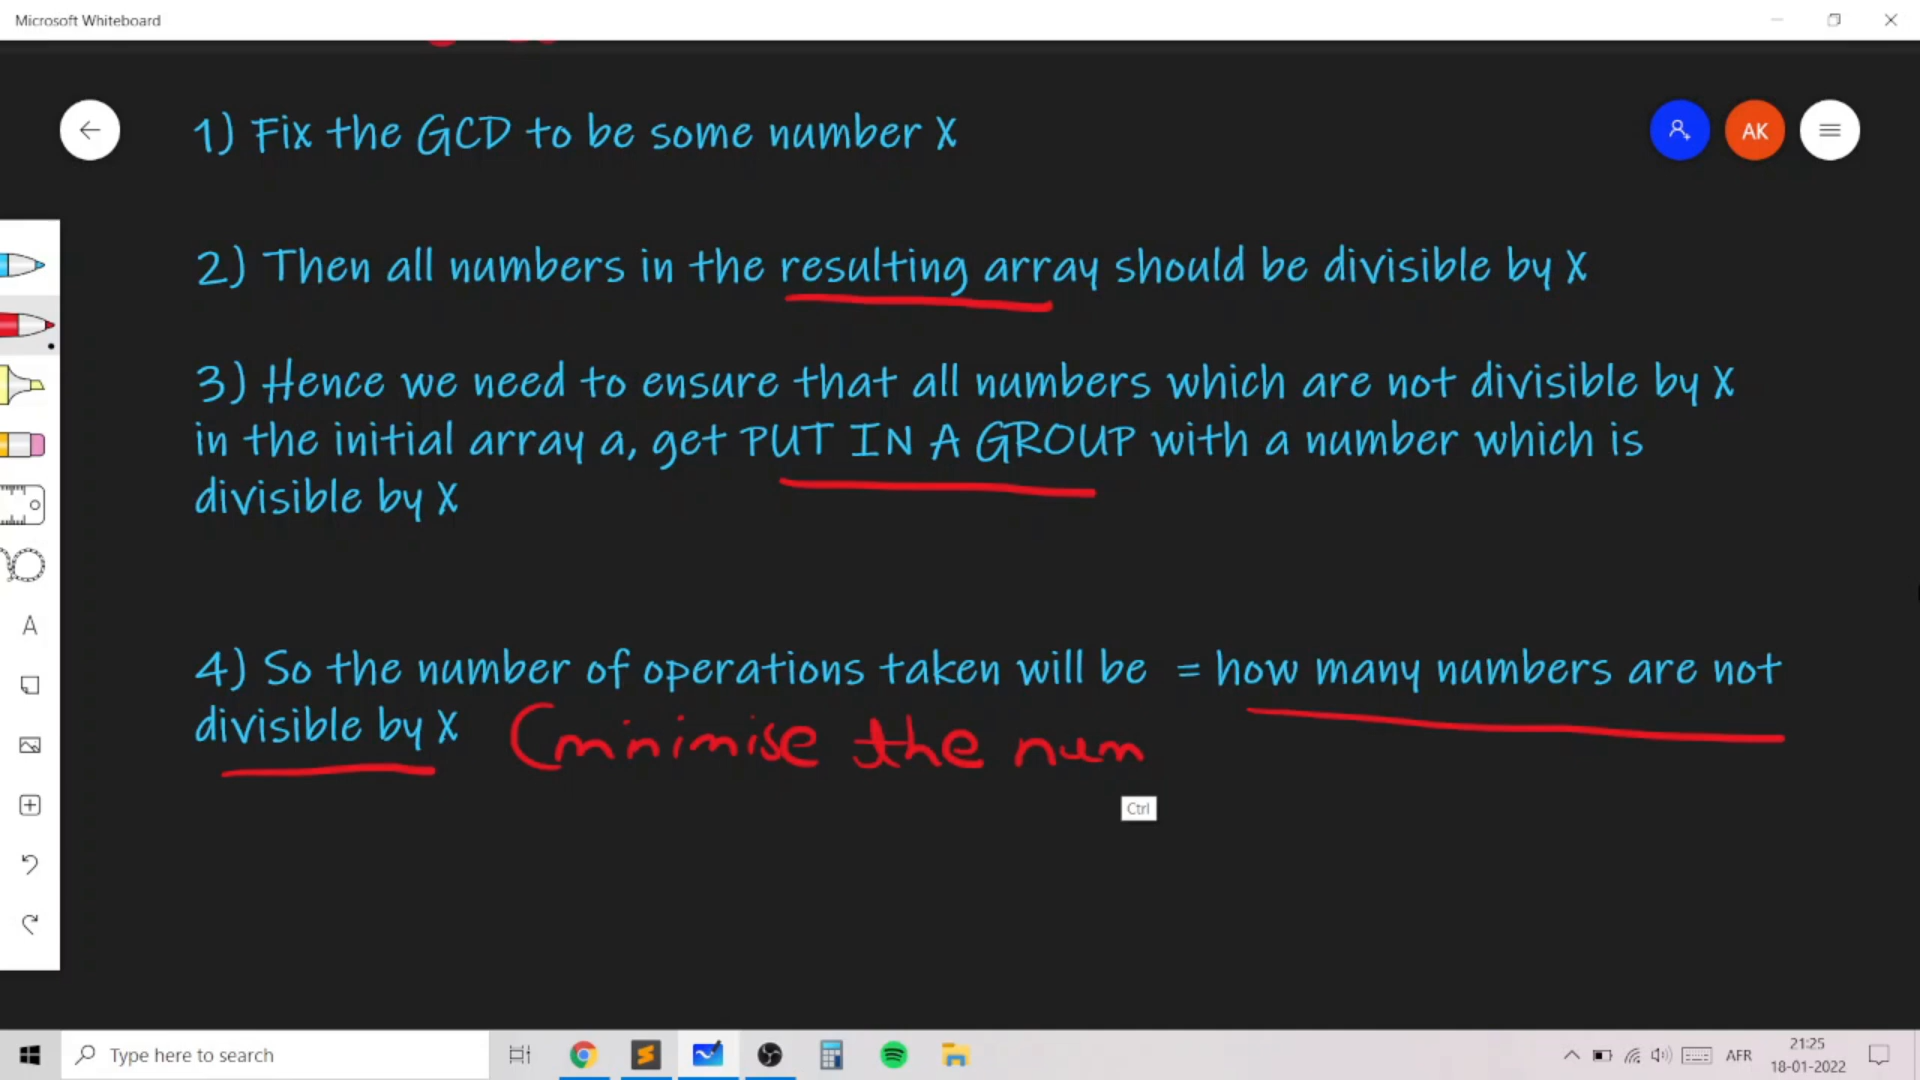 Microsoft Whiteboard
1) Fix the GCD to be some number X
AK
2) Then all numbers in the resulting array should be divisible by X
3) Hence we need to ensure that all numbers which are not divisible by X
in the initial array a, get PUT IN A GROUP with a number which is
divisible by X
A
4) So the number of operations taken will be = how many numbers are not
divisible by X (minimise the num
Ctrl
Type here to search
AFR
21:25
18-01-2022